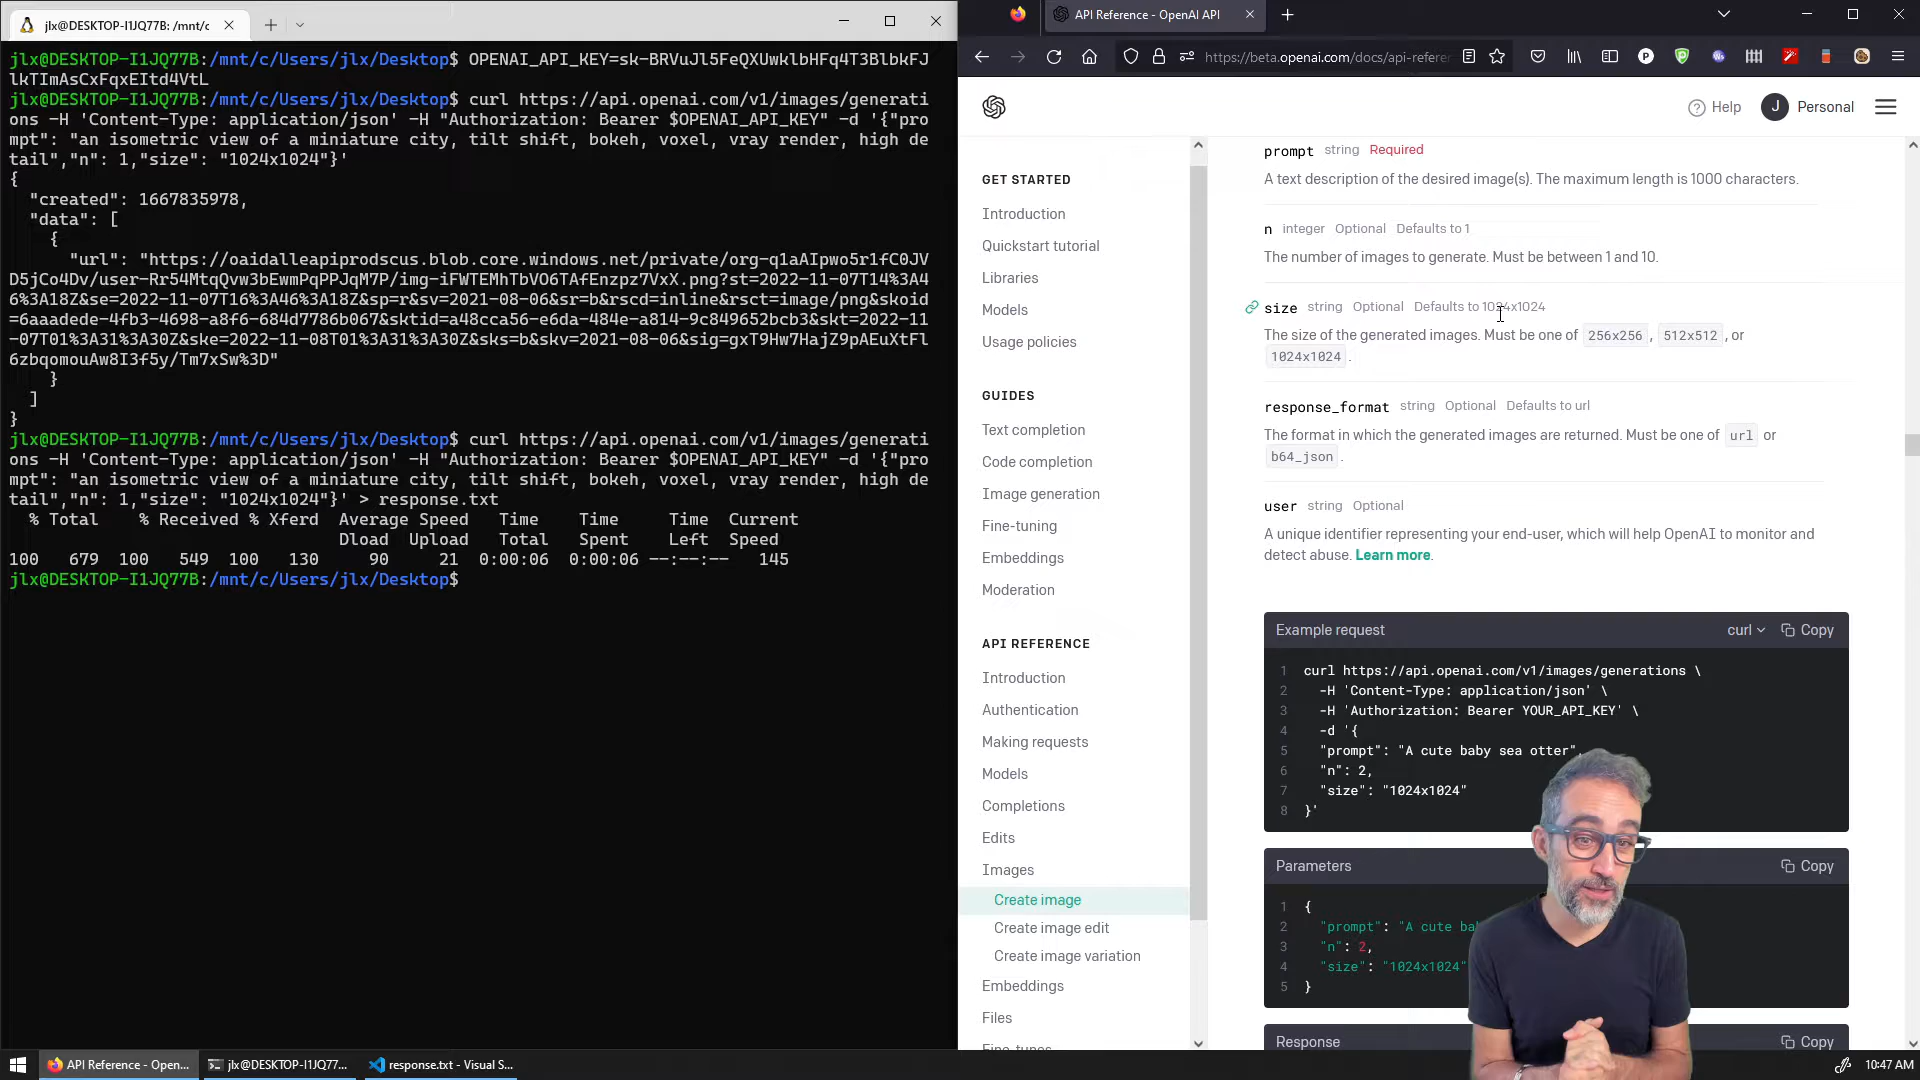 jlx@DESKTOP-I1JQ77B: /mnt/c
jlx@DESKTOP-I1JQ77B:/mnt/c/Users/jlx/Desktop$ OPENAI_API_KEY=sk-BRVuJl5FeQXUwklbHFq4T3BlbkFJ
lkTImAsCxFqxEItd4VtL
jlx@DESKTOP-I1JQ77B:/mnt/c/Users/jlx/Desktop$ curl https://api.openai.com/v1/images/generati
ons -H 'Content-Type: application/json' -H "Authorization: Bearer $OPENAI_API_KEY" -d '{"pro
mpt": "an isometric view of a miniature city, tilt shift, bokeh, voxel, vray render, high de
tail","n": 1,"size": "1024x1024"}'
{
"created": 1667835978,
"data": [
{
"url": "https://oaidalleapiprodscus.blob.core.windows.net/private/org-q1aAIpwo5r1fC0JV
D5jCo4Dv/user-Rr54MtqQvw3bEwmPqPPJqM7P/img-iFWTEMhTbVO6TAfEnzpz7VxX.png?st=2022-11-07T14%3A4
6%3A18Z&se=2022-11-07T16%3A46%3A18Z&sp=r&sv=2021-08-06&sr=b&rscd=inline&rsct=image/png&skoid
=6aaadede-4fb3-4698-a8f6-684d7786b067&sktid=a48cca56-e6da-484e-a814-9c849652bcb3&skt=2022-11
-07T01%3A31%3A30Z&ske=2022-11-08T01%3A31%3A30Z&sks=b&skv=2021-08-06&sig=gxT9Hw7HajZ9pAEuXtFl
6zbqomouAw8I3f5y/Tm7xSw%3D"
}
]
}
jlx@DESKTOP-I1JQ77B:/mnt/c/Users/jlx/Desktop$ curl https://api.openai.com/v1/images/generati
ons -H 'Content-Type: application/json' -H "Authorization: Bearer $OPENAI_API_KEY" -d '{"pro
mpt": "an isometric view of a miniature city, tilt shift, bokeh, voxel, vray render, high de
tail","n": 1,"size": "1024x1024"}' > response.txt
% Total % Received % Xferd Average Speed Time Time Time Current
Dload Upload Total Spent Left Speed
100 679 100 549 100 130 90 21 0:00:06 0:00:06 --:--:-- 145
jlx@DESKTOP-I1JQ77B:/mnt/c/Users/jlx/Desktop$
API Reference - OpenAI API
https://beta.openai.com/docs/api-referen
Help
J Personal
GET STARTED
Introduction
Quickstart tutorial
Libraries
Models
Usage policies
GUIDES
Text completion
Code completion
Image generation
Fine-tuning
Embeddings
Moderation
API REFERENCE
Introduction
Authentication
Making requests
Models
Completions
Edits
Images
Create image
Create image edit
Create image variation
Embeddings
Files
Fine-tunes
prompt string Required
A text description of the desired image(s). The maximum length is 1000 characters.
n integer Optional Defaults to 1
The number of images to generate. Must be between 1 and 10.
size string Optional Defaults to 1024x1024
The size of the generated images. Must be one of 256x256, 512x512, or
1024x1024.
response_format string Optional Defaults to url
The format in which the generated images are returned. Must be one of url or
b64_json.
user string Optional
A unique identifier representing your end-user, which will help OpenAI to monitor and
detect abuse. Learn more.
Example request curl Copy
1 curl https://api.openai.com/v1/images/generations \
2 -H 'Content-Type: application/json' \
3 -H 'Authorization: Bearer YOUR_API_KEY' \
4 -d '{
5 "prompt": "A cute baby sea otter",
6 "n": 2,
7 "size": "1024x1024"
8 }'
Parameters Copy
1 {
2 "prompt": "A cute ba
3 "n": 2,
4 "size": "1024x1024"
5 }
Response Copy
API Reference - Open...
jlx@DESKTOP-I1JQ77...
response.txt - Visual S...
10:47 AM